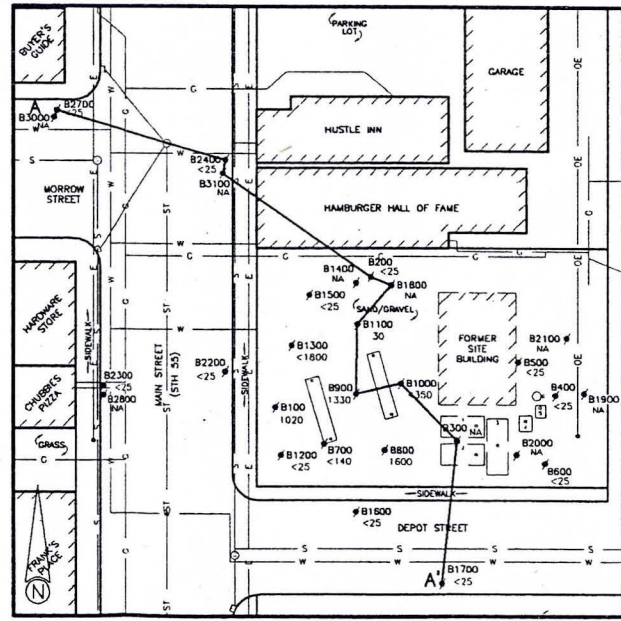 BUYER'S
GUIDE
(PARKING
LOT)
GARAGE
A
B2700
<25
B3000
NA
HUSTLE INN
B2400
<25
B3100
NA
MORROW
STREET
HAMBURGER HALL OF FAME
B200
<25
B1400
NA
B1800
NA
B1500
<25
(SAND/GRAVEL)
B1100
30
HARDWARE
STORE
SIDEWALK
MAIN STREET
(STH 55)
B1300
<1800
FORMER
SITE
BUILDING
B2100
NA
B500
<25
B2200
<25
SIDEWALK
B2300
<25
B2800
NA
CHUBBIE'S
PIZZA
B900
1330
B1000
<350
B400
<25
B1900
NA
B100
1020
B300
NA
(GRASS)
B1200
<25
B700
<140
B800
1600
B2000
NA
B600
<25
SIDEWALK
B1600
<25
DEPOT STREET
FRANK'S
PLACE
N
A'
B1700
<25
G
W
S
E
ST
OE